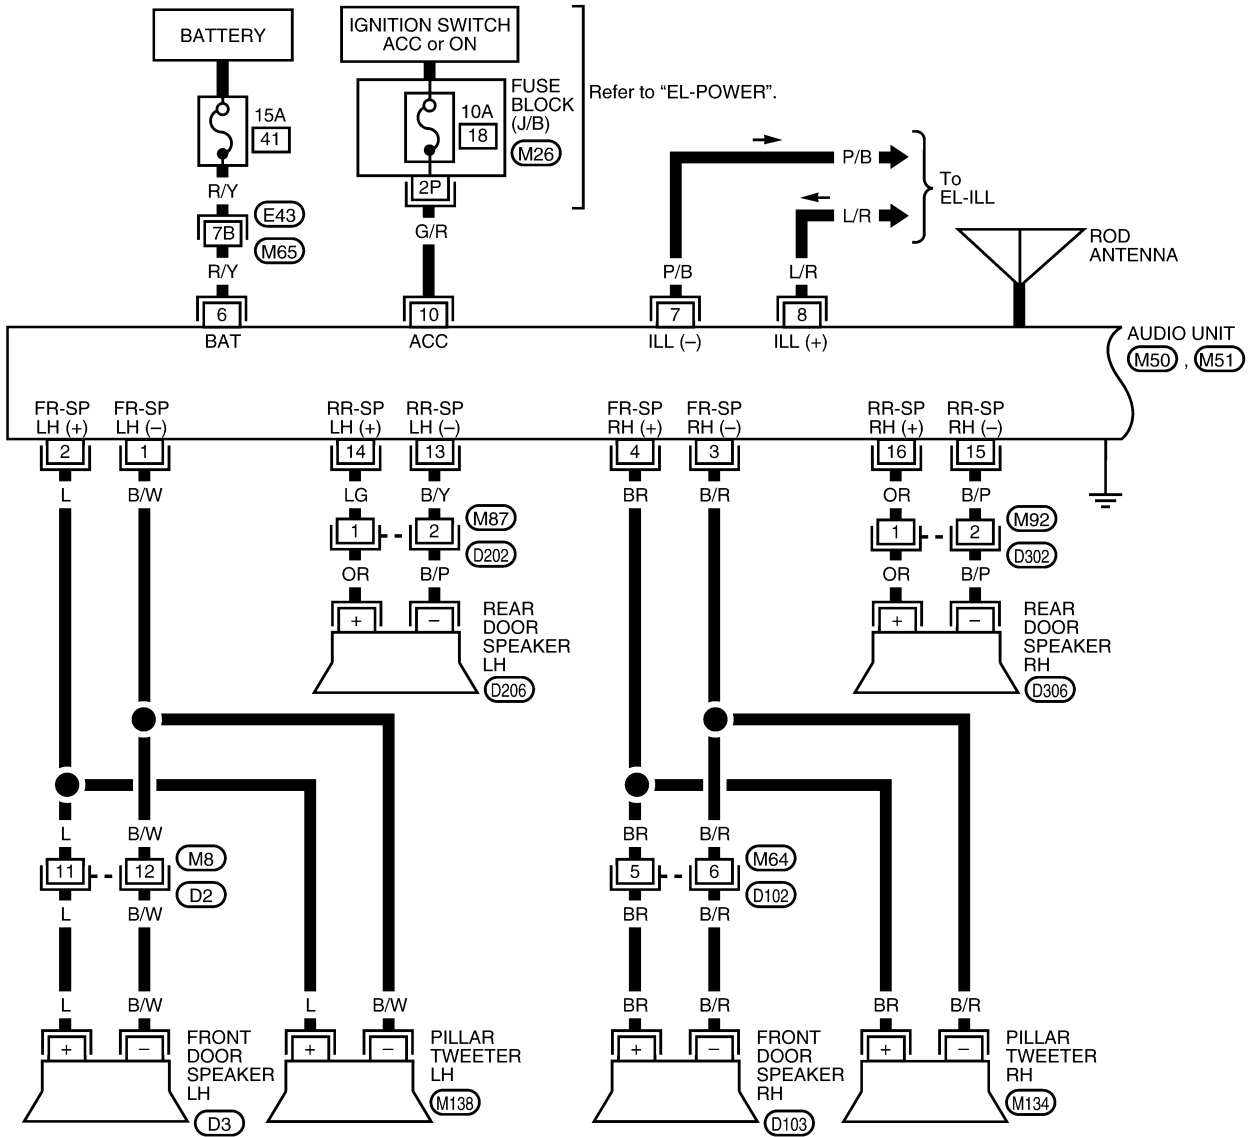 BATTERY
IGNITION SWITCH
ACC or ON
15A
41
10A
18
FUSE
BLOCK
(J/B)
M26
Refer to “EL-POWER”.
R/Y
2P
E43
7B
M65
G/R
R/Y
P/B
L/R
To
EL-ILL
P/B
L/R
ROD
ANTENNA
6
10
7
8
BAT
ACC
ILL (–)
ILL (+)
AUDIO UNIT
M50 , M51
FR-SP
LH (+)
FR-SP
LH (–)
RR-SP
LH (+)
RR-SP
LH (–)
FR-SP
RH (+)
FR-SP
RH (–)
RR-SP
RH (+)
RR-SP
RH (–)
2
1
14
13
4
3
16
15
L
B/W
LG
B/Y
BR
B/R
OR
B/P
1
2
M87
D202
1
2
M92
D302
OR
B/P
OR
B/P
+
–
REAR
DOOR
SPEAKER
LH
D206
+
–
REAR
DOOR
SPEAKER
RH
D306
L
B/W
BR
B/R
11
12
M8
D2
5
6
M64
D102
L
B/W
BR
B/R
L
B/W
L
B/W
BR
B/R
BR
B/R
+
–
FRONT
DOOR
SPEAKER
LH
D3
+
–
PILLAR
TWEETER
LH
M138
+
–
FRONT
DOOR
SPEAKER
RH
D103
+
–
PILLAR
TWEETER
RH
M134